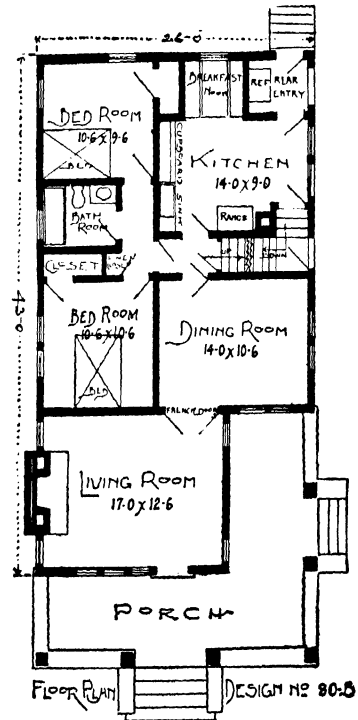 26-0
BREAKFAST
NOOK
REF.
REAR
ENTRY
BED ROOM
10-6 X 9-6
BED
CUPBOARD SINK
KITCHEN
14-0 X 9-0
RANGE
BATH
ROOM
CLOSET
LINEN
UP
DOWN
43-0
BED ROOM
10-6 X 10-6
BED
DINING ROOM
14-0 X 10-6
FRENCH DOOR
LIVING ROOM
17-0 X 12-6
PORCH
FLOOR PLAN DESIGN NO 80-B